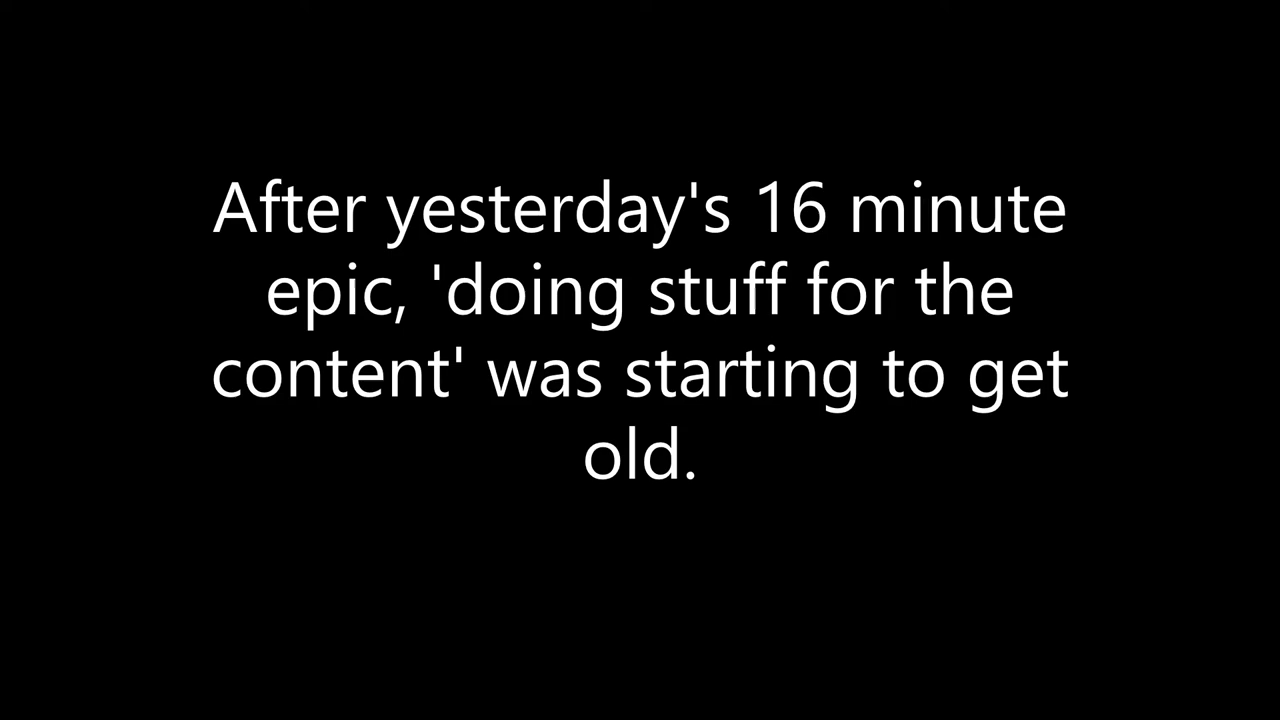 After yesterday's 16 minute
epic, 'doing stuff for the
content' was starting to get
old.